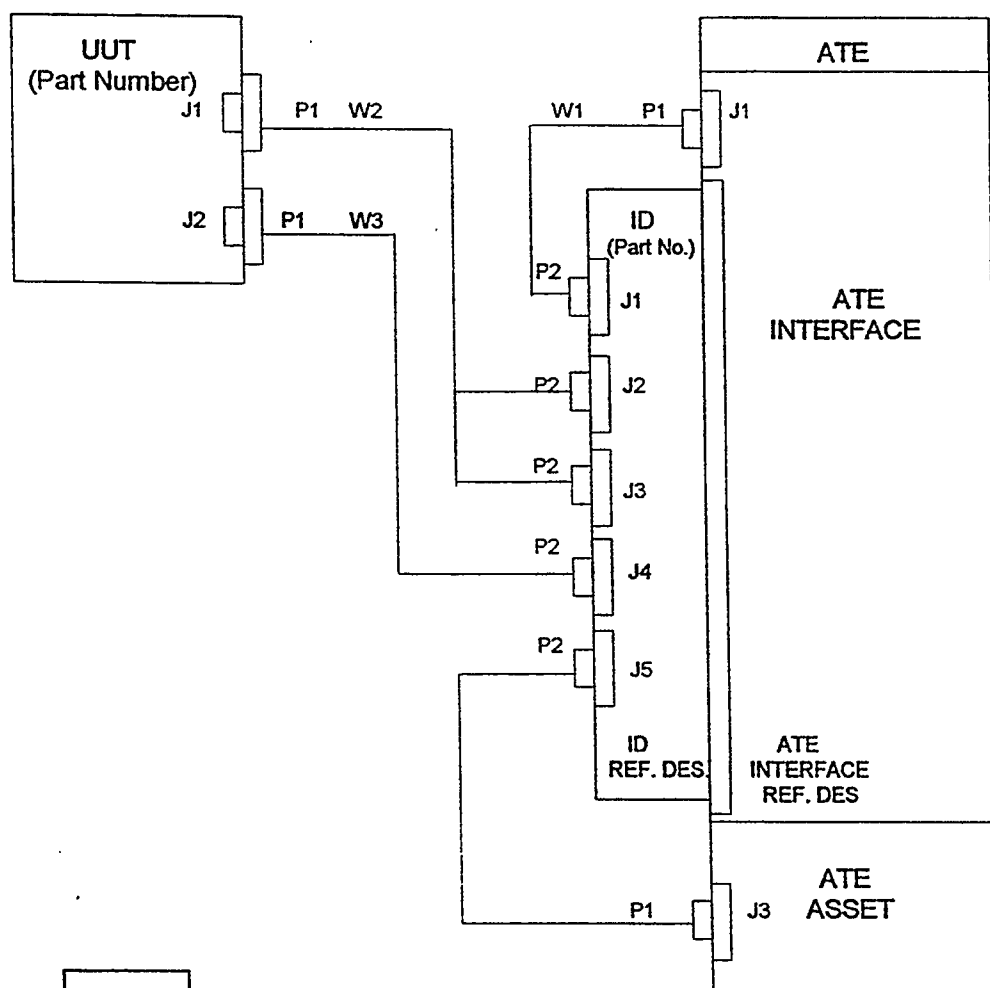 UUT
(Part Number)
J1
P1 W2
J2
P1 W3
ATE
W1 P1 J1
ID
(Part No.)
P2
J1
P2
J2
P2
J3
P2
J4
P2
J5
ATE
INTERFACE
ID
REF. DES.
ATE
INTERFACE
REF. DES
ATE
ASSET
P1
J3